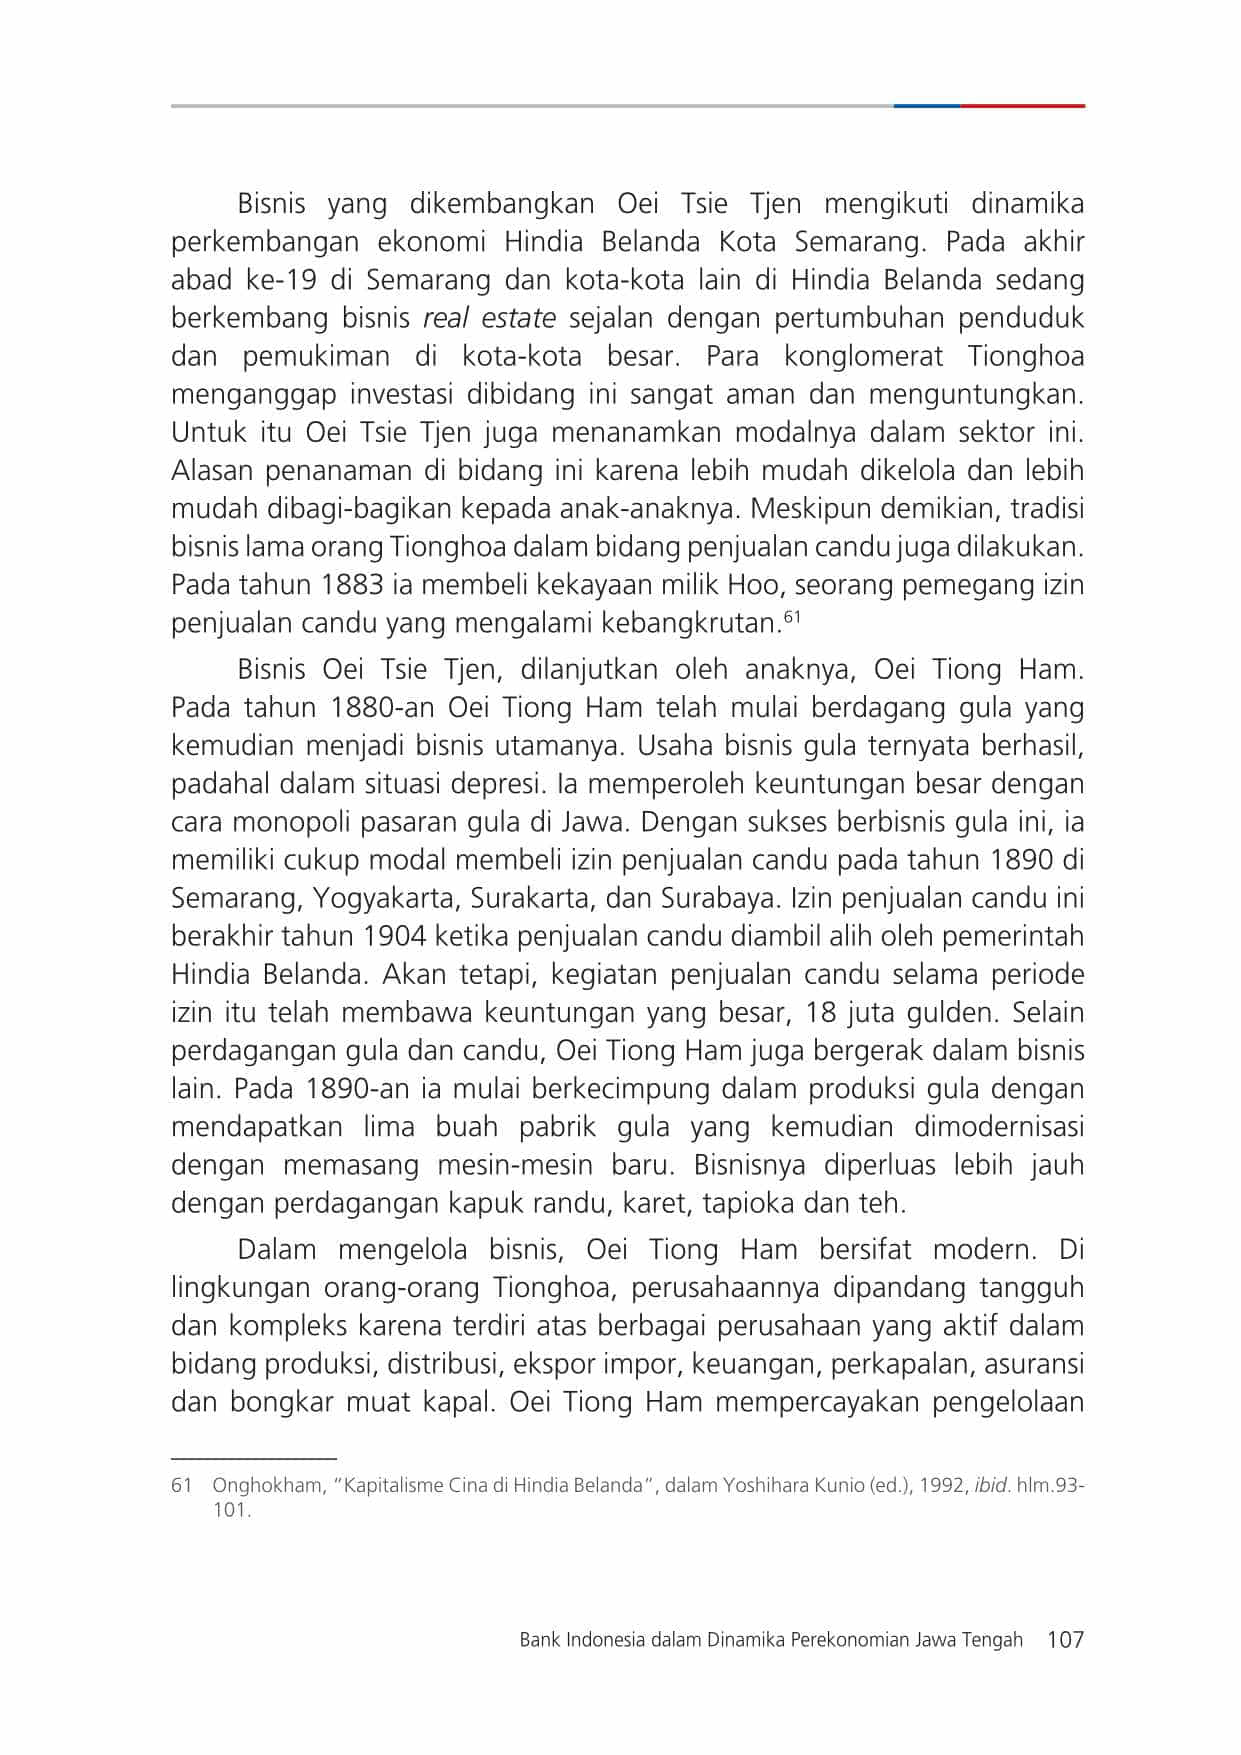 Bisnis yang dikembangkan Oei Tsie Tjen mengikuti dinamika
perkembangan ekonomi Hindia Belanda Kota Semarang. Pada akhir
abad ke-19 di Semarang dan kota-kota lain di Hindia Belanda sedang
berkembang bisnis real estate sejalan dengan pertumbuhan penduduk
dan pemukiman di kota-kota besar. Para konglomerat Tionghoa
menganggap investasi dibidang ini sangat aman dan menguntungkan.
Untuk itu Oei Tsie Tjen juga menanamkan modalnya dalam sektor ini.
Alasan penanaman di bidang ini karena lebih mudah dikelola dan lebih
mudah dibagi-bagikan kepada anak-anaknya. Meskipun demikian, tradisi
bisnis lama orang Tionghoa dalam bidang penjualan candu juga dilakukan.
Pada tahun 1883 ia membeli kekayaan milik Hoo, seorang pemegang izin
penjualan candu yang mengalami kebangkrutan.61
Bisnis Oei Tsie Tjen, dilanjutkan oleh anaknya, Oei Tiong Ham.
Pada tahun 1880-an Oei Tiong Ham telah mulai berdagang gula yang
kemudian menjadi bisnis utamanya. Usaha bisnis gula ternyata berhasil,
padahal dalam situasi depresi. Ia memperoleh keuntungan besar dengan
cara monopoli pasaran gula di Jawa. Dengan sukses berbisnis gula ini, ia
memiliki cukup modal membeli izin penjualan candu pada tahun 1890 di
Semarang, Yogyakarta, Surakarta, dan Surabaya. Izin penjualan candu ini
berakhir tahun 1904 ketika penjualan candu diambil alih oleh pemerintah
Hindia Belanda. Akan tetapi, kegiatan penjualan candu selama periode
izin itu telah membawa keuntungan yang besar, 18 juta gulden. Selain
perdagangan gula dan candu, Oei Tiong Ham juga bergerak dalam bisnis
lain. Pada 1890-an ia mulai berkecimpung dalam produksi gula dengan
mendapatkan lima buah pabrik gula yang kemudian dimodernisasi
dengan memasang mesin-mesin baru. Bisnisnya diperluas lebih jauh
dengan perdagangan kapuk randu, karet, tapioka dan teh.
Dalam mengelola bisnis, Oei Tiong Ham bersifat modern. Di
lingkungan orang-orang Tionghoa, perusahaannya dipandang tangguh
dan kompleks karena terdiri atas berbagai perusahaan yang aktif dalam
bidang produksi, distribusi, ekspor impor, keuangan, perkapalan, asuransi
dan bongkar muat kapal. Oei Tiong Ham mempercayakan pengelolaan
61 Onghokham, "Kapitalisme Cina di Hindia Belanda", dalam Yoshihara Kunio (ed.), 1992, ibid. hlm.93-
101.
Bank Indonesia dalam Dinamika Perekonomian Jawa Tengah 107